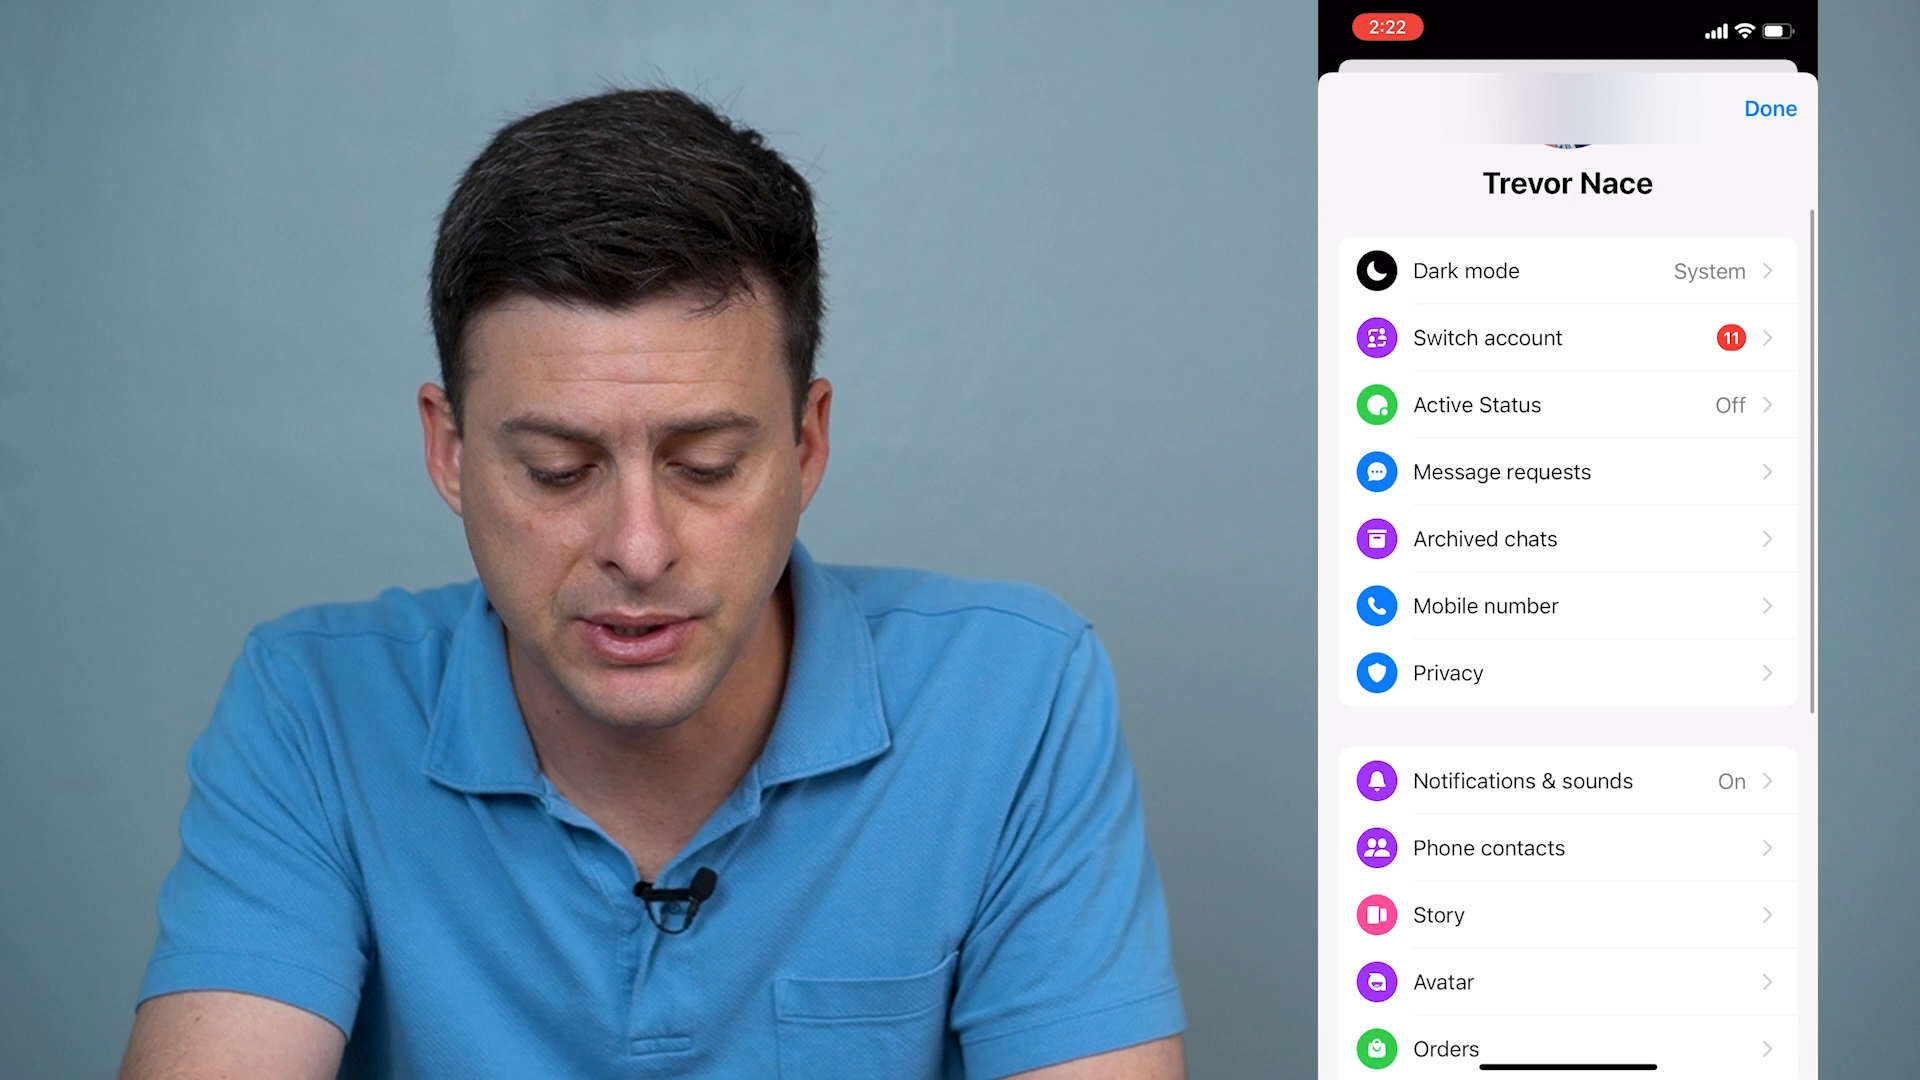 2:22
Done
Trevor Nace
Dark mode System
Switch account 11
Active Status Off
Message requests
Archived chats
Mobile number
Privacy
Notifications & sounds On
Phone contacts
Story
Avatar
Orders